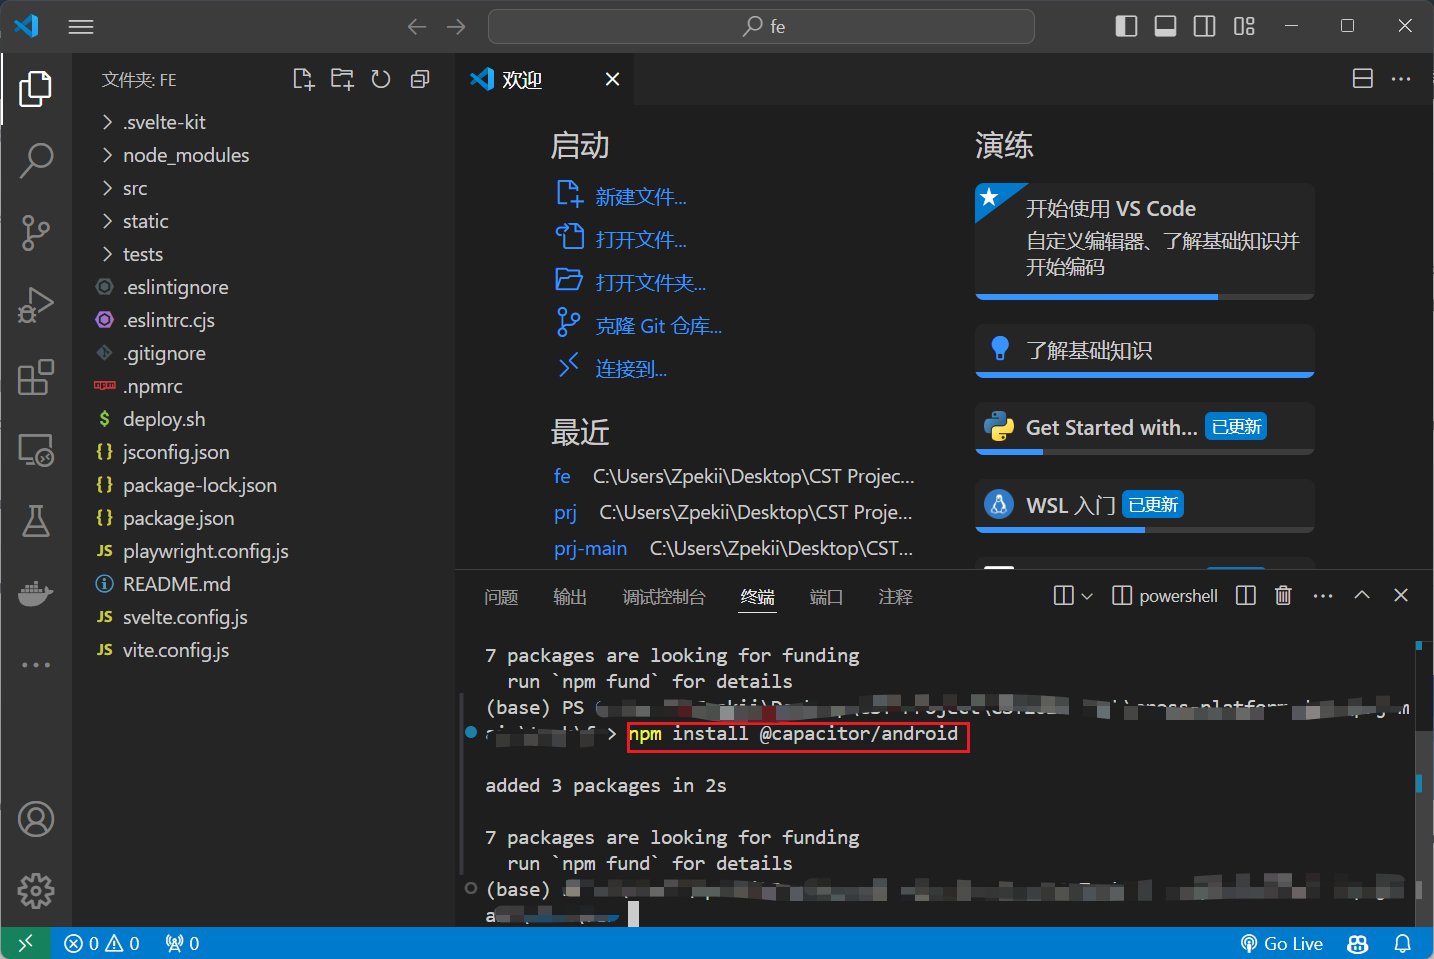 fe
文件夹: FE
.svelte-kit
node_modules
src
static
tests
.eslintignore
.eslintrc.cjs
.gitignore
.npmrc
deploy.sh
jsconfig.json
package-lock.json
package.json
playwright.config.js
README.md
svelte.config.js
vite.config.js
欢迎
启动
新建文件...
打开文件...
打开文件夹...
克隆 Git 仓库...
连接到...
最近
fe C:\Users\Zpekii\Desktop\CST Projec...
prj C:\Users\Zpekii\Desktop\CST Proje...
prj-main C:\Users\Zpekii\Desktop\CST...
演练
开始使用 VS Code
自定义编辑器、了解基础知识并
开始编码
了解基础知识
Get Started with... 已更新
WSL 入门 已更新
问题 输出 调试控制台 终端 端口 注释
powershell
7 packages are looking for funding
run `npm fund` for details
(base) PS
> npm install @capacitor/android
added 3 packages in 2s
7 packages are looking for funding
run `npm fund` for details
(base)
0 0 0
Go Live